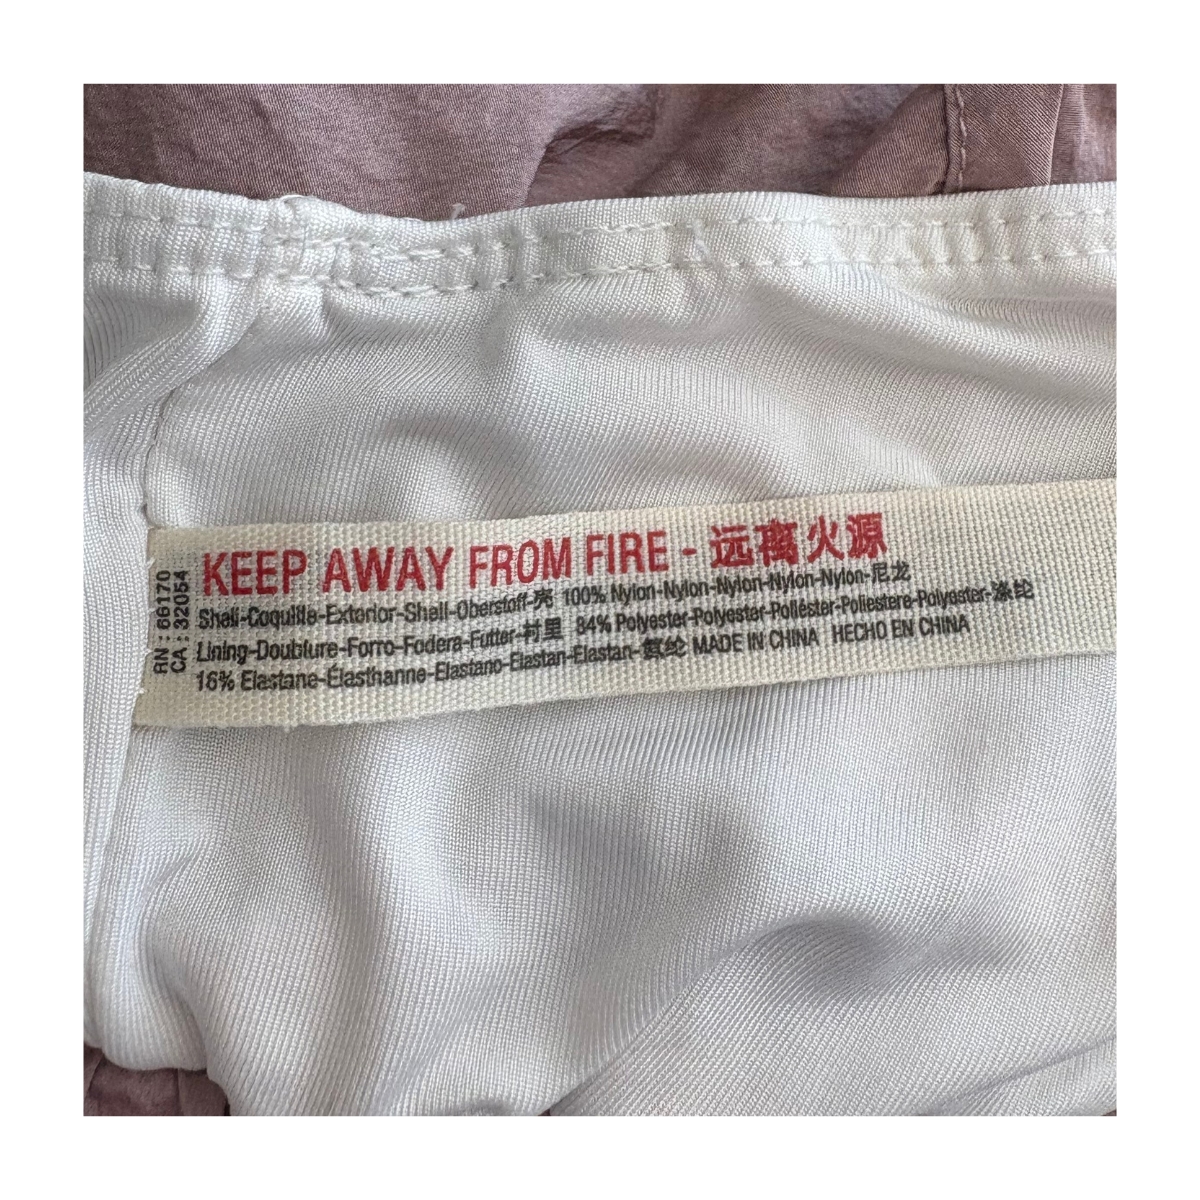 RN : 66170
CA : 32054
KEEP AWAY FROM FIRE - 远离火源
Shell-Coquille-Exterior-Shell-Oberstoff-壳 100% Nylon-Nylon-Nylon-Nylon-Nylon-尼龙
Lining-Doublure-Forro-Fodera-Futter-村里 84% Polyester-Polyester-Poliéster-Poliestere-Polyester-涤纶
16% Elastane-Élasthanne-Elastano-Elastan-Elastan-氨纶 MADE IN CHINA HECHO EN CHINA